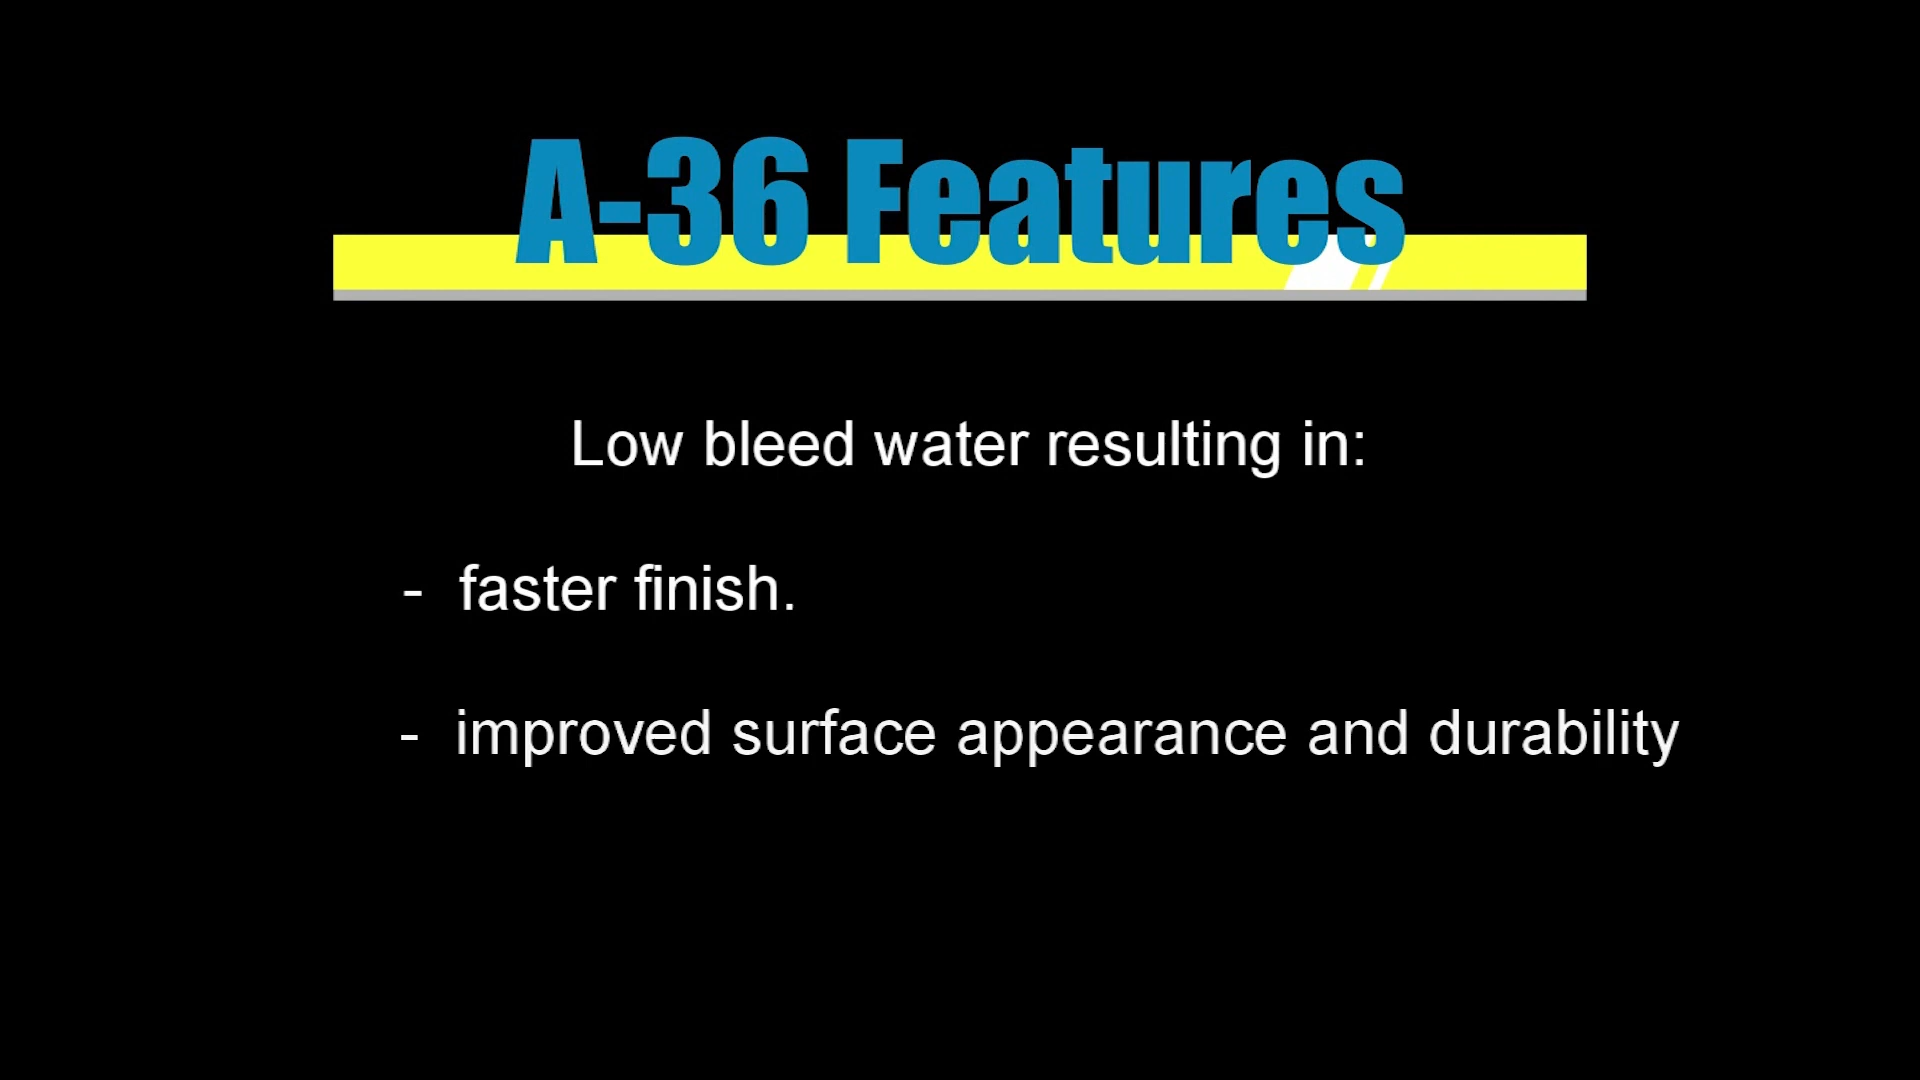 A-36 Features
Low bleed water resulting in:
- faster finish.
- improved surface appearance and durability